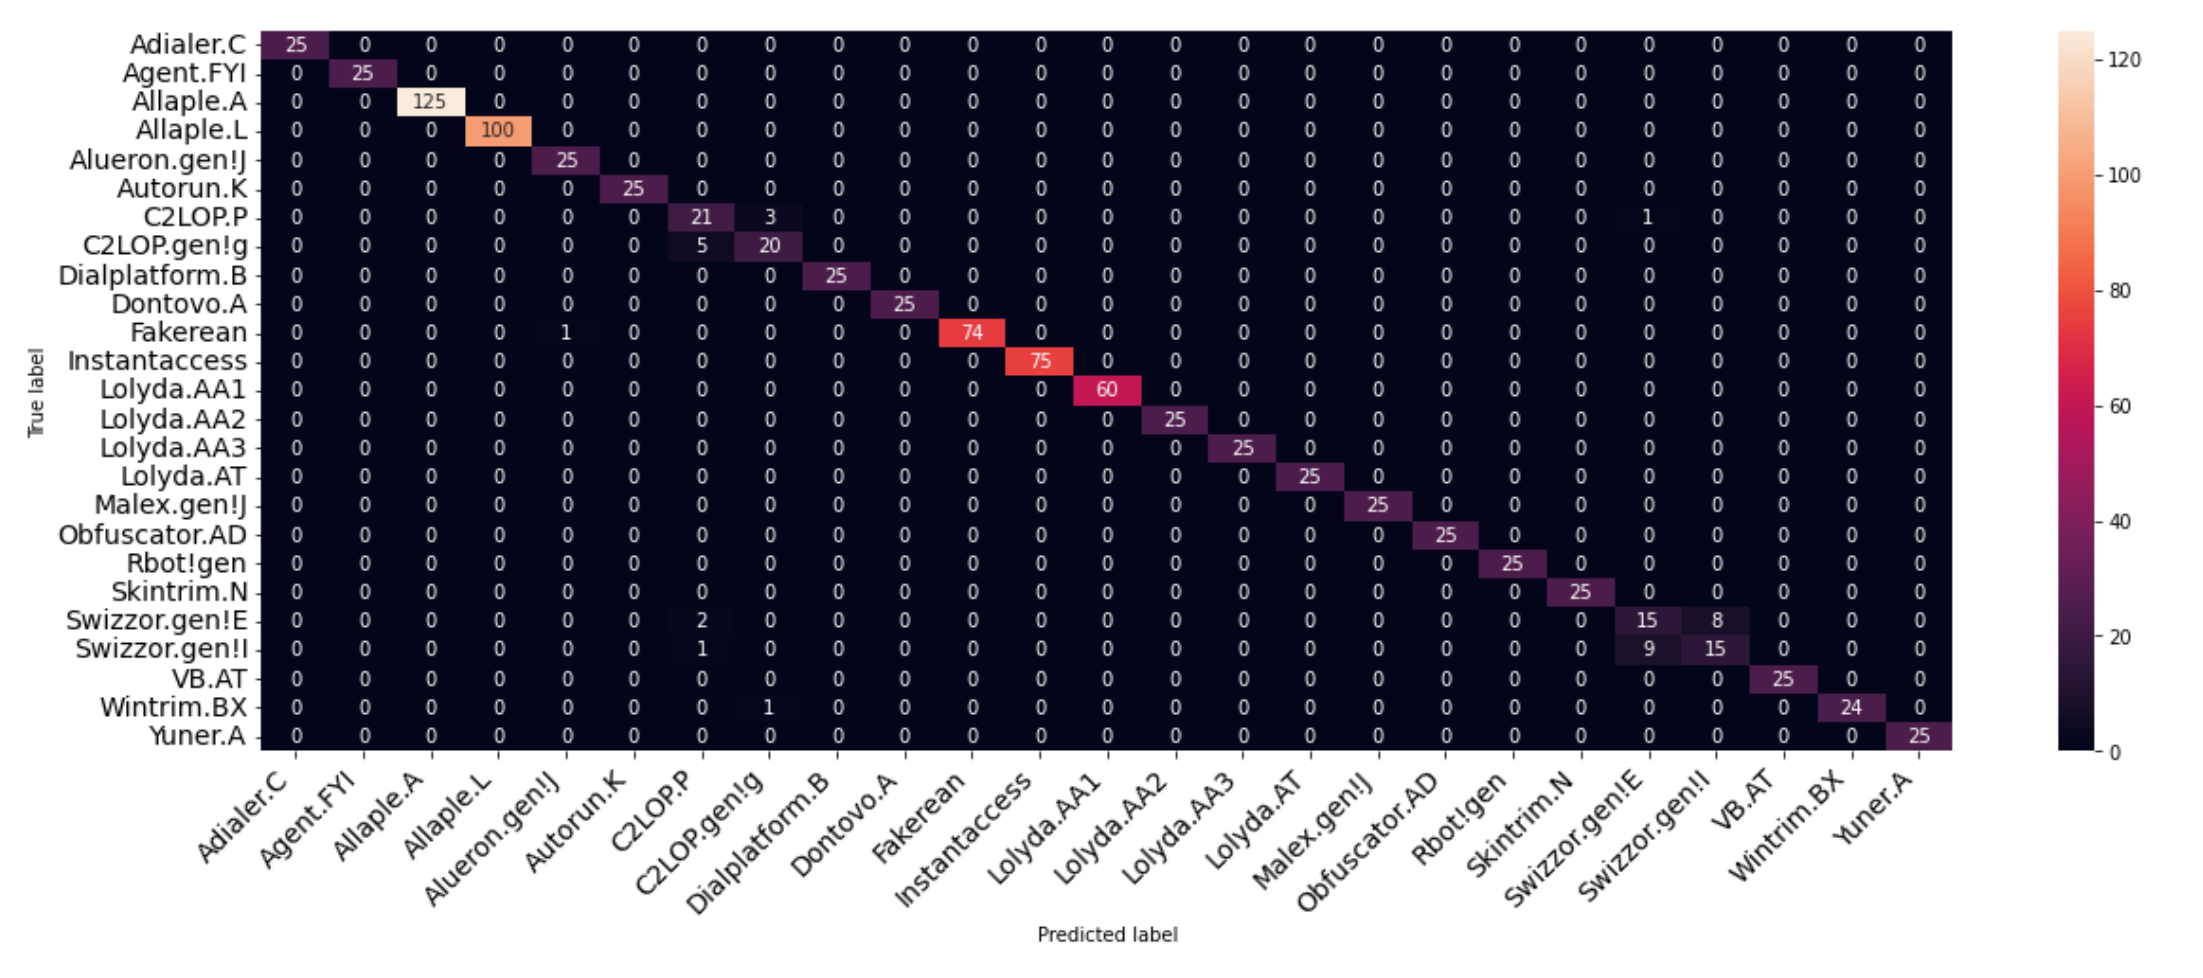 Adialer.C 25 0 0 0 0 0 0 0 0 0 0 0 0 0 0 0 0 0 0 0 0 0 0 0 0
Agent.FYI 0 25 0 0 0 0 0 0 0 0 0 0 0 0 0 0 0 0 0 0 0 0 0 0 0
Allaple.A 0 0 125 0 0 0 0 0 0 0 0 0 0 0 0 0 0 0 0 0 0 0 0 0 0
Allaple.L 0 0 0 100 0 0 0 0 0 0 0 0 0 0 0 0 0 0 0 0 0 0 0 0 0
Alueron.gen!J 0 0 0 0 25 0 0 0 0 0 0 0 0 0 0 0 0 0 0 0 0 0 0 0 0
Autorun.K 0 0 0 0 0 25 0 0 0 0 0 0 0 0 0 0 0 0 0 0 0 0 0 0 0
C2LOP.P 0 0 0 0 0 0 21 3 0 0 0 0 0 0 0 0 0 0 0 0 1 0 0 0 0
C2LOP.gen!g 0 0 0 0 0 0 5 20 0 0 0 0 0 0 0 0 0 0 0 0 0 0 0 0 0
Dialplatform.B 0 0 0 0 0 0 0 0 25 0 0 0 0 0 0 0 0 0 0 0 0 0 0 0 0
Dontovo.A 0 0 0 0 0 0 0 0 0 25 0 0 0 0 0 0 0 0 0 0 0 0 0 0 0
Fakerean 0 0 0 0 1 0 0 0 0 0 74 0 0 0 0 0 0 0 0 0 0 0 0 0 0
Instantaccess 0 0 0 0 0 0 0 0 0 0 0 75 0 0 0 0 0 0 0 0 0 0 0 0 0
Lolyda.AA1 0 0 0 0 0 0 0 0 0 0 0 0 60 0 0 0 0 0 0 0 0 0 0 0 0
Lolyda.AA2 0 0 0 0 0 0 0 0 0 0 0 0 0 25 0 0 0 0 0 0 0 0 0 0 0
Lolyda.AA3 0 0 0 0 0 0 0 0 0 0 0 0 0 0 25 0 0 0 0 0 0 0 0 0 0
Lolyda.AT 0 0 0 0 0 0 0 0 0 0 0 0 0 0 0 25 0 0 0 0 0 0 0 0 0
Malex.gen!J 0 0 0 0 0 0 0 0 0 0 0 0 0 0 0 0 25 0 0 0 0 0 0 0 0
Obfuscator.AD 0 0 0 0 0 0 0 0 0 0 0 0 0 0 0 0 0 25 0 0 0 0 0 0 0
Rbot!gen 0 0 0 0 0 0 0 0 0 0 0 0 0 0 0 0 0 0 25 0 0 0 0 0 0
Skintrim.N 0 0 0 0 0 0 0 0 0 0 0 0 0 0 0 0 0 0 0 25 0 0 0 0 0
Swizzor.gen!E 0 0 0 0 0 0 2 0 0 0 0 0 0 0 0 0 0 0 0 0 15 8 0 0 0
Swizzor.gen!I 0 0 0 0 0 0 1 0 0 0 0 0 0 0 0 0 0 0 0 0 9 15 0 0 0
VB.AT 0 0 0 0 0 0 0 0 0 0 0 0 0 0 0 0 0 0 0 0 0 0 25 0 0
Wintrim.BX 0 0 0 0 0 0 0 1 0 0 0 0 0 0 0 0 0 0 0 0 0 0 0 24 0
Yuner.A 0 0 0 0 0 0 0 0 0 0 0 0 0 0 0 0 0 0 0 0 0 0 0 0 25
True label
Adialer.C
Agent.FYI
Allaple.A
Allaple.L
Alueron.gen!J
Autorun.K
C2LOP.P
C2LOP.gen!g
Dialplatform.B
Dontovo.A
Fakerean
Instantaccess
Lolyda.AA1
Lolyda.AA2
Lolyda.AA3
Lolyda.AT
Malex.gen!J
Obfuscator.AD
Rbot!gen
Skintrim.N
Swizzor.gen!E
Swizzor.gen!I
VB.AT
Wintrim.BX
Yuner.A
Predicted label
120
100
80
60
40
20
0